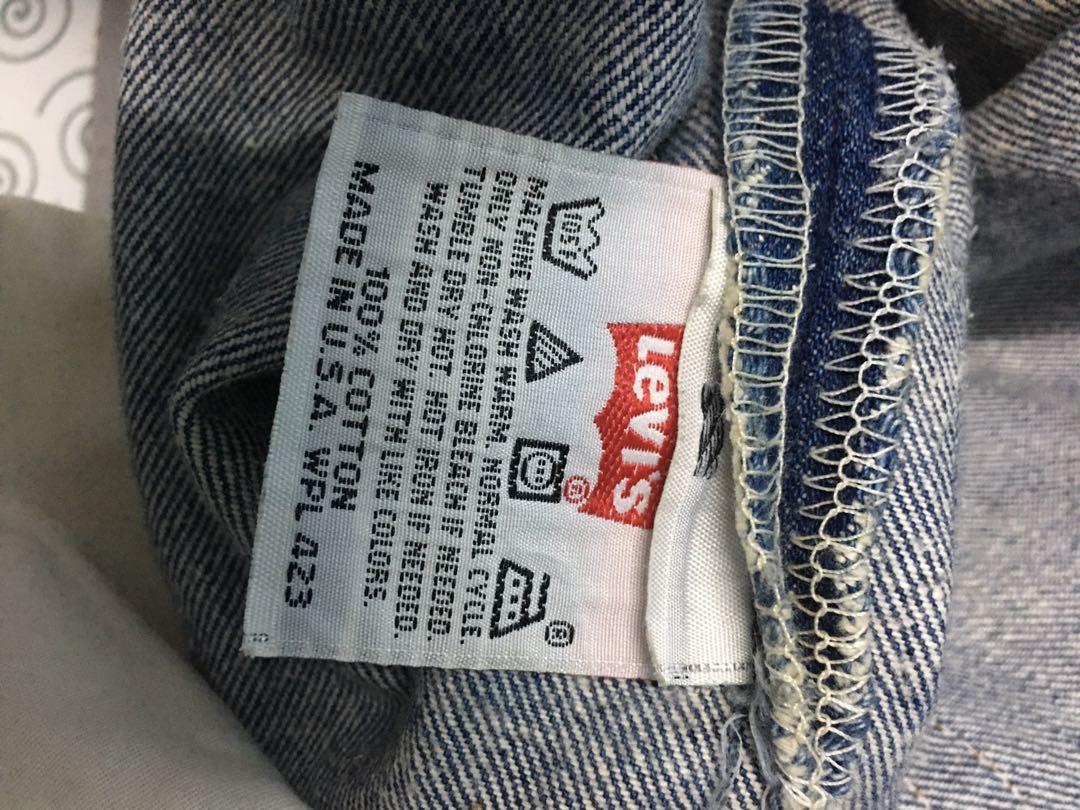 Levi's
®
105
®
MACHINE WASH WARM, NORMAL CYCLE.
ONLY NON-CHLORINE BLEACH IF NEEDED.
TUMBLE DRY HOT. HOT IRON IF NEEDED.
WASH AND DRY WITH LIKE COLORS.
100% COTTON
MADE IN U.S.A. WPL 423